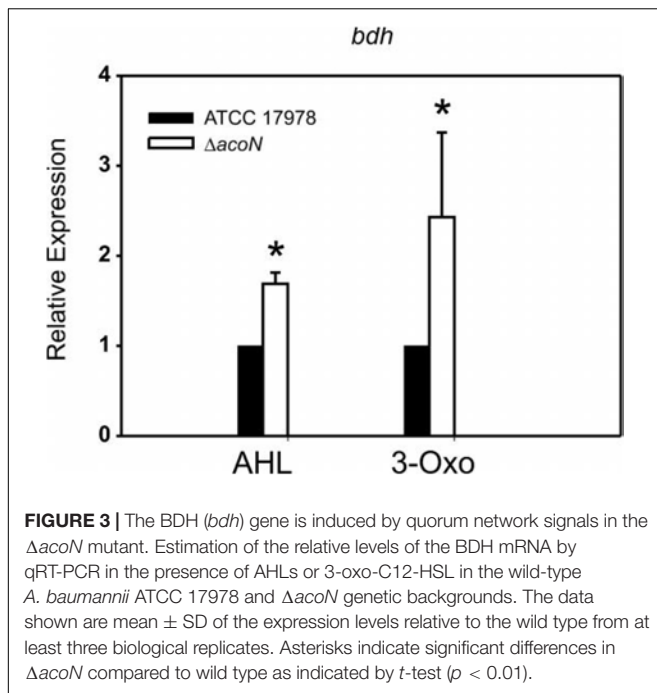 bdh
4
3
2
1
0
Relative Expression
ATCC 17978
ΔacoN
*
*
AHL
3-Oxo
FIGURE 3 | The BDH (bdh) gene is induced by quorum network signals in the
ΔacoN mutant. Estimation of the relative levels of the BDH mRNA by
qRT-PCR in the presence of AHLs or 3-oxo-C12-HSL in the wild-type
A. baumannii ATCC 17978 and ΔacoN genetic backgrounds. The data
shown are mean ± SD of the expression levels relative to the wild type from at
least three biological replicates. Asterisks indicate significant differences in
ΔacoN compared to wild type as indicated by t-test (p < 0.01).